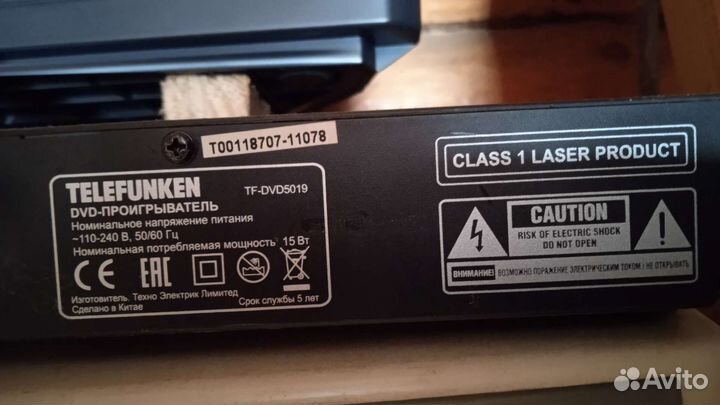 T00118707-11078
TELEFUNKEN
TF-DVD5019
DVD-ПРОИГРЫВАТЕЛЬ
Номинальное напряжение питания
~110-240 В, 50/60 Гц
Номинальная потребляемая мощность 15 Вт
CE EAC
Изготовитель: Техно Электрик Лимитед
Сделано в Китае
Срок службы 5 лет
CLASS 1 LASER PRODUCT
CAUTION
RISK OF ELECTRIC SHOCK
DO NOT OPEN
ВНИМАНИЕ! ВОЗМОЖНО ПОРАЖЕНИЕ ЭЛЕКТРИЧЕСКИМ ТОКОМ! НЕ ОТКРЫВАТЬ
Avito